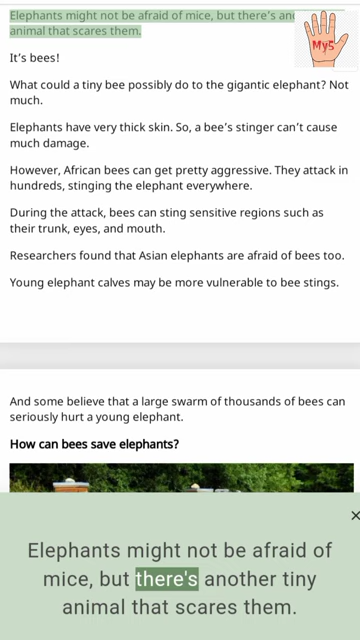 Elephants might not be afraid of mice, but there's an
animal that scares them.
My5
It's bees!
What could a tiny bee possibly do to the gigantic elephant? Not
much.
Elephants have very thick skin. So, a bee's stinger can't cause
much damage.
However, African bees can get pretty aggressive. They attack in
hundreds, stinging the elephant everywhere.
During the attack, bees can sting sensitive regions such as
their trunk, eyes, and mouth.
Researchers found that Asian elephants are afraid of bees too.
Young elephant calves may be more vulnerable to bee stings.
And some believe that a large swarm of thousands of bees can
seriously hurt a young elephant.
How can bees save elephants?
Elephants might not be afraid of
mice, but there's another tiny
animal that scares them.